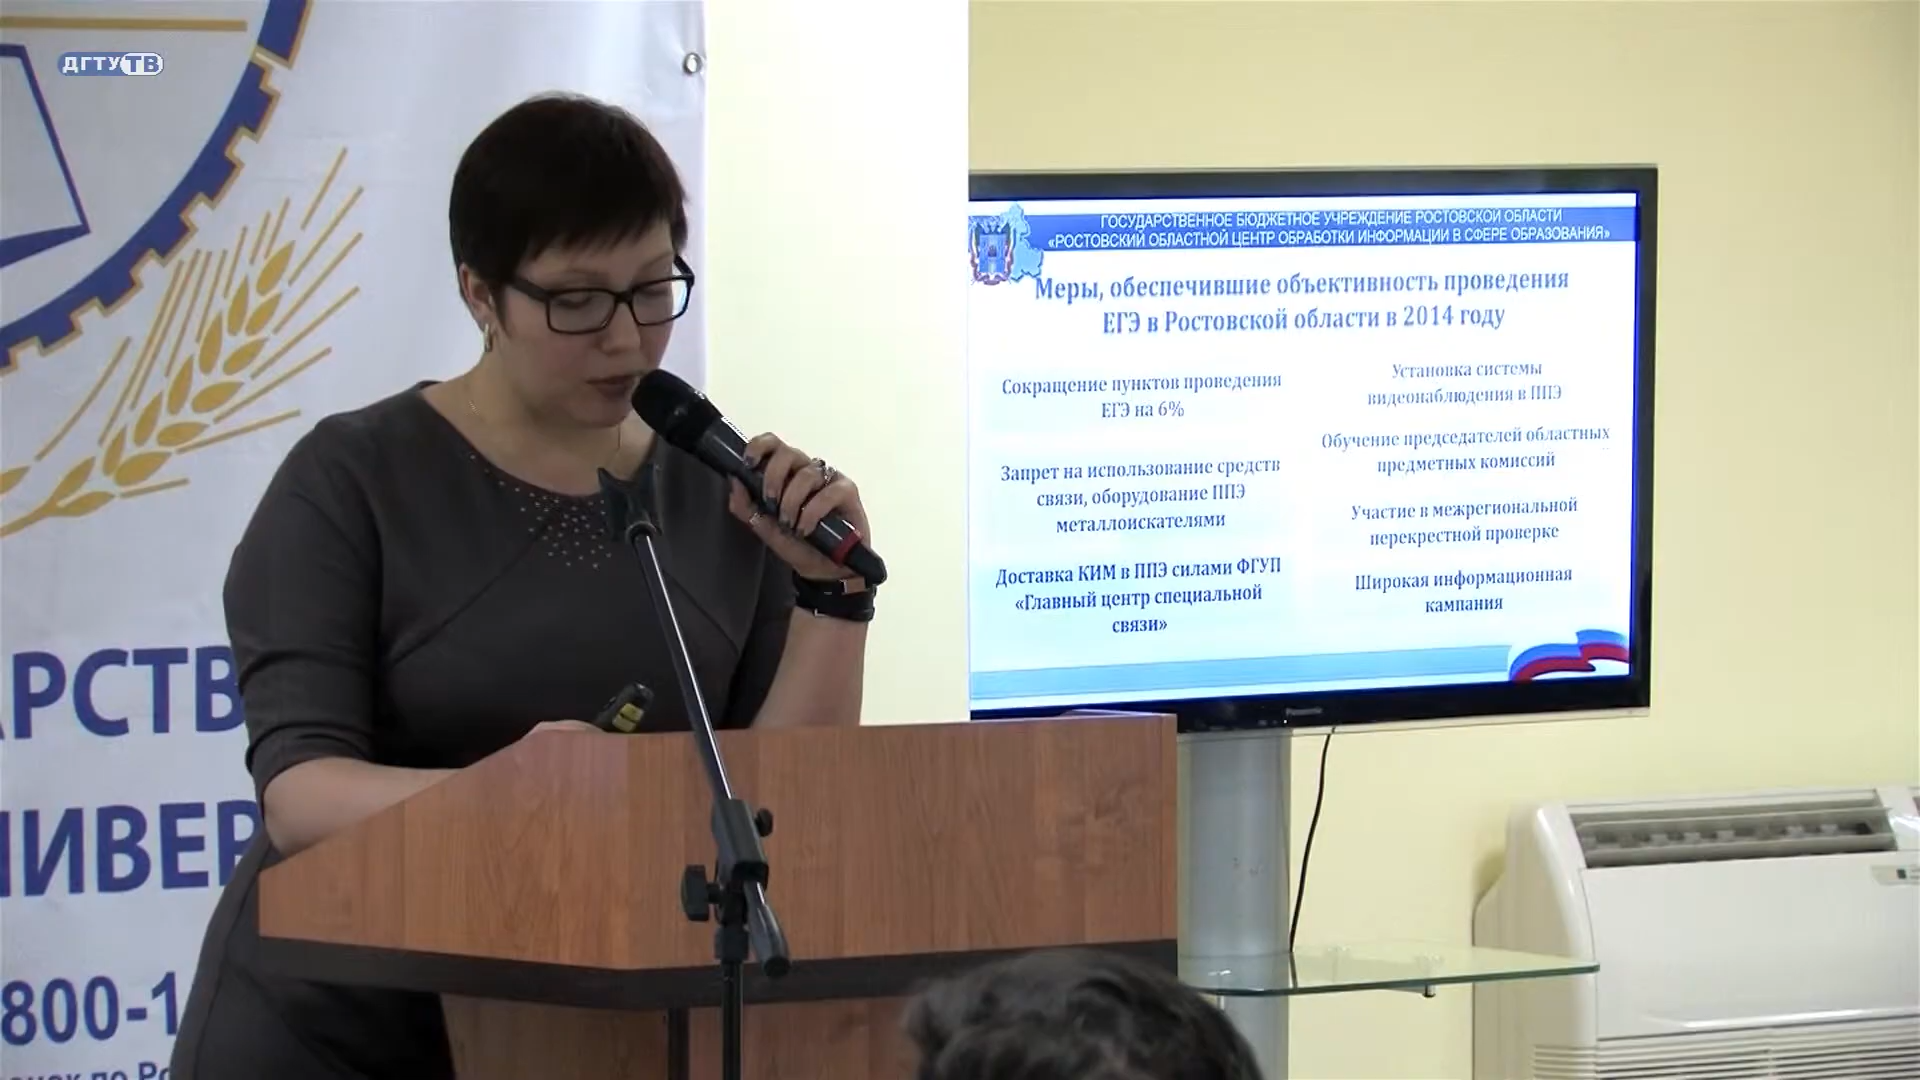 ДГТУ ТВ
АРСТВ
НИВЕР
800-1
ГОСУДАРСТВЕННОЕ БЮДЖЕТНОЕ УЧРЕЖДЕНИЕ РОСТОВСКОЙ ОБЛАСТИ
«РОСТОВСКИЙ ОБЛАСТНОЙ ЦЕНТР ОБРАБОТКИ ИНФОРМАЦИИ В СФЕРЕ ОБРАЗОВАНИЯ»
Меры, обеспечившие объективность проведения
ЕГЭ в Ростовской области в 2014 году
Сокращение пунктов проведения
ЕГЭ на 6%
Запрет на использование средств
связи, оборудование ППЭ
металлоискателями
Доставка КИМ в ППЭ силами ФГУП
«Главный центр специальной
связи»
Установка системы
видеонаблюдения в ППЭ
Обучение председателей областных
предметных комиссий
Участие в межрегиональной
перекрестной проверке
Широкая информационная
кампания
Panasonic